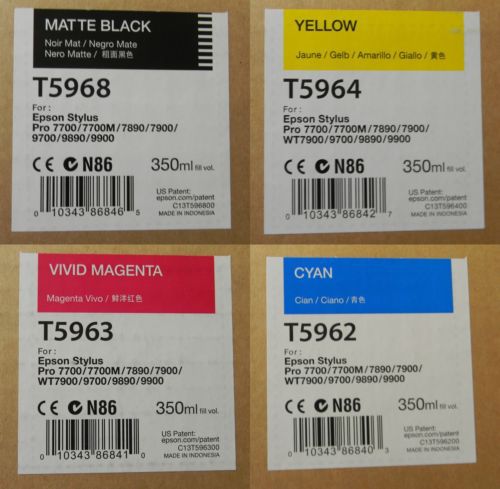 MATTE BLACK
Noir Mat / Negro Mate
Nero Matte / 粗面黑色
T5968
For :
Epson Stylus
Pro 7700/7700M/7890/7900/
9700/9890/9900
CE N86 350ml fill vol.
US Patent:
epson.com/patent
C13T596800
MADE IN INDONESIA
0 10343 86846 5
YELLOW
Jaune / Gelb / Amarillo / Giallo / 黄色
T5964
For :
Epson Stylus
Pro 7700/7700M/7890/7900/
WT7900/9700/9890/9900
CE N86 350ml fill vol.
US Patent:
epson.com/patent
C13T596400
MADE IN INDONESIA
0 10343 86842 7
VIVID MAGENTA
Magenta Vivo / 鲜洋红色
T5963
For :
Epson Stylus
Pro 7700/7700M/7890/7900/
WT7900/9700/9890/9900
CE N86 350ml fill vol.
US Patent:
epson.com/patent
C13T596300
MADE IN INDONESIA
0 10343 86841 0
CYAN
Cian / Ciano / 青色
T5962
For :
Epson Stylus
Pro 7700/7700M/7890/7900/
WT7900/9700/9890/9900
CE N86 350ml fill vol.
US Patent:
epson.com/patent
C13T596200
MADE IN INDONESIA
0 10343 86840 3